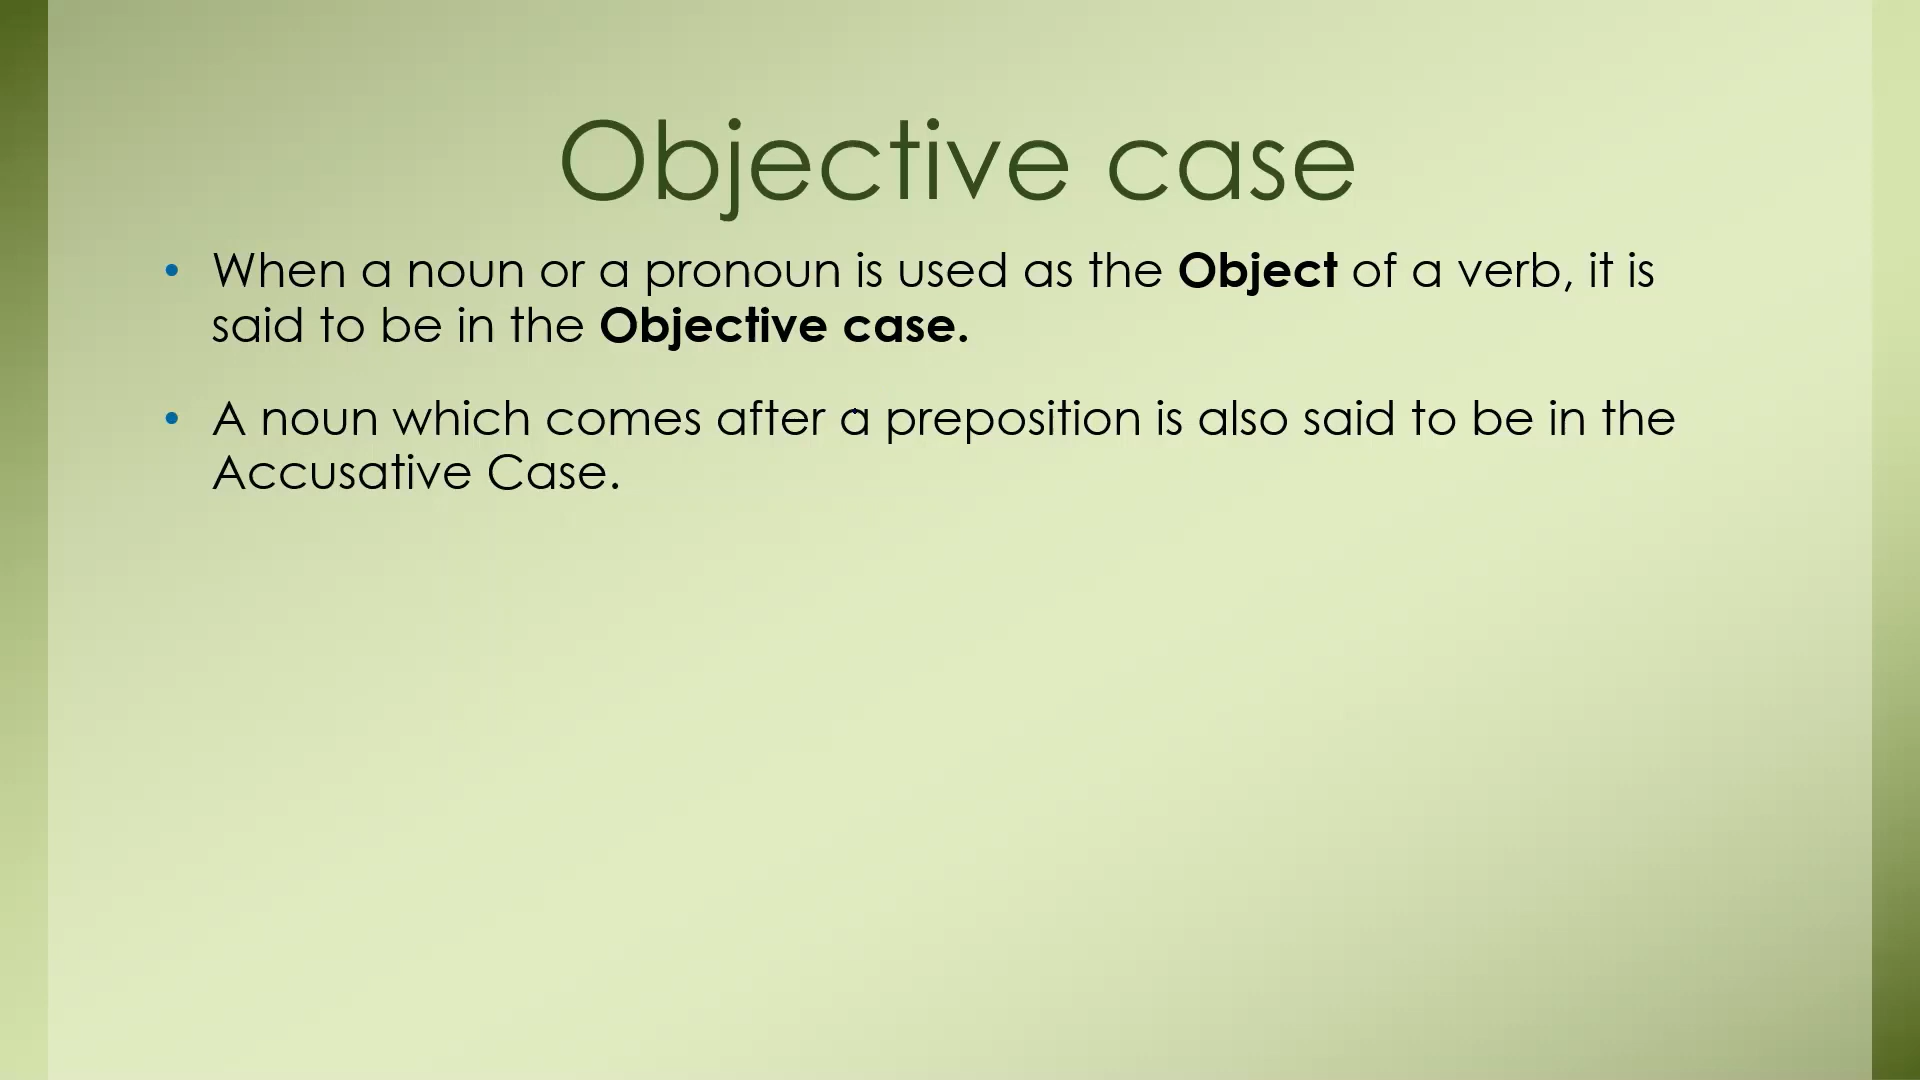 Objective case
• When a noun or a pronoun is used as the Object of a verb, it is
said to be in the Objective case.
• A noun which comes after a preposition is also said to be in the
Accusative Case.